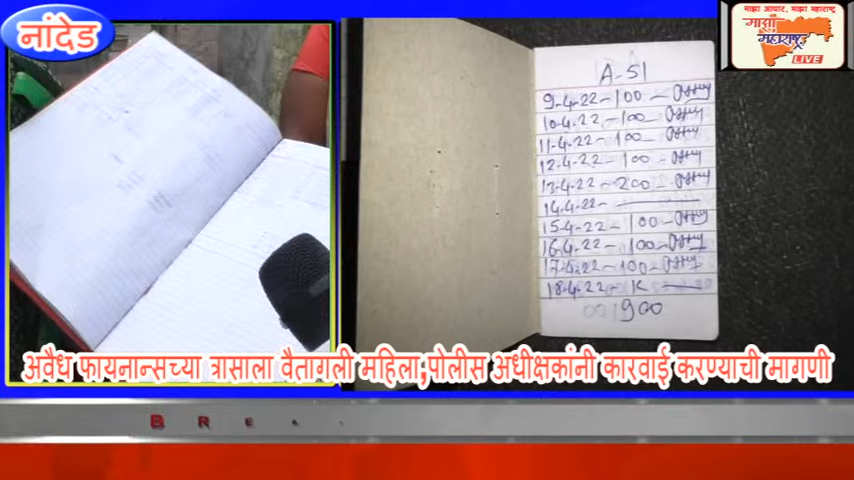 नांदेड
माझा आधार, माझा महाराष्ट्र
माझा
महाराष्ट्र
LIVE
A-51
9-4-22-100-
10-4-22-100-
11-4-22-100-
12-4-22-100-
13-4-22-200-
14-4-22-
15-4-22-100-
16-4-22-100-
17-4-22-100-
18-4-22-K
900
अवैध फायनान्सच्या त्रासाला वैतागली महिला;पोलीस अधीक्षकांनी कारवाई करण्याची मागणी
B R E A